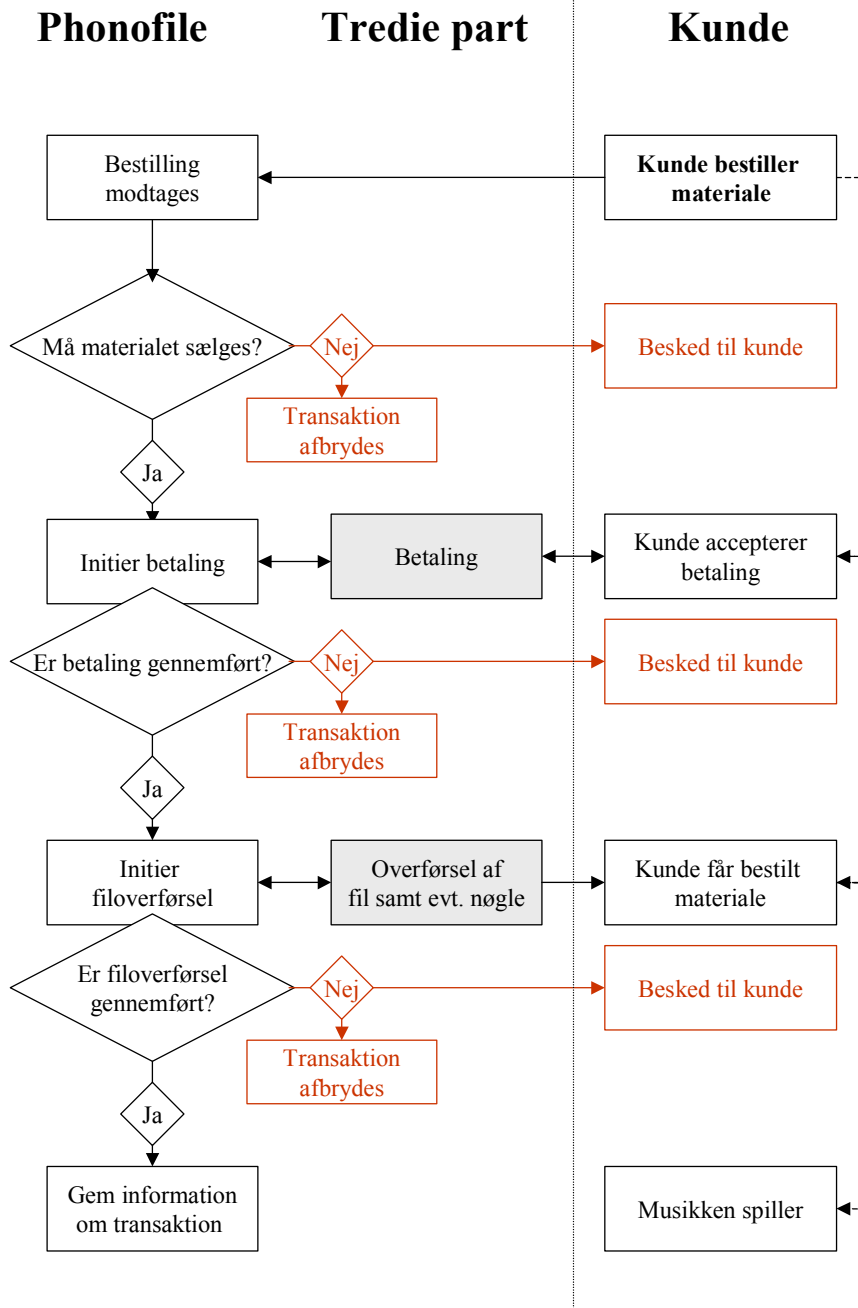 Phonofile
Tredie part
Kunde
Bestilling
modtages
Kunde bestiller
materiale
Må materialet sælges?
Nej
Besked til kunde
Transaktion
afbrydes
Ja
Initier betaling
Betaling
Kunde accepterer
betaling
Er betaling gennemført?
Nej
Besked til kunde
Transaktion
afbrydes
Ja
Initier
filoverførsel
Overførsel af
fil samt evt. nøgle
Kunde får bestilt
materiale
Er filoverførsel
gennemført?
Nej
Besked til kunde
Transaktion
afbrydes
Ja
Gem information
om transaktion
Musikken spiller